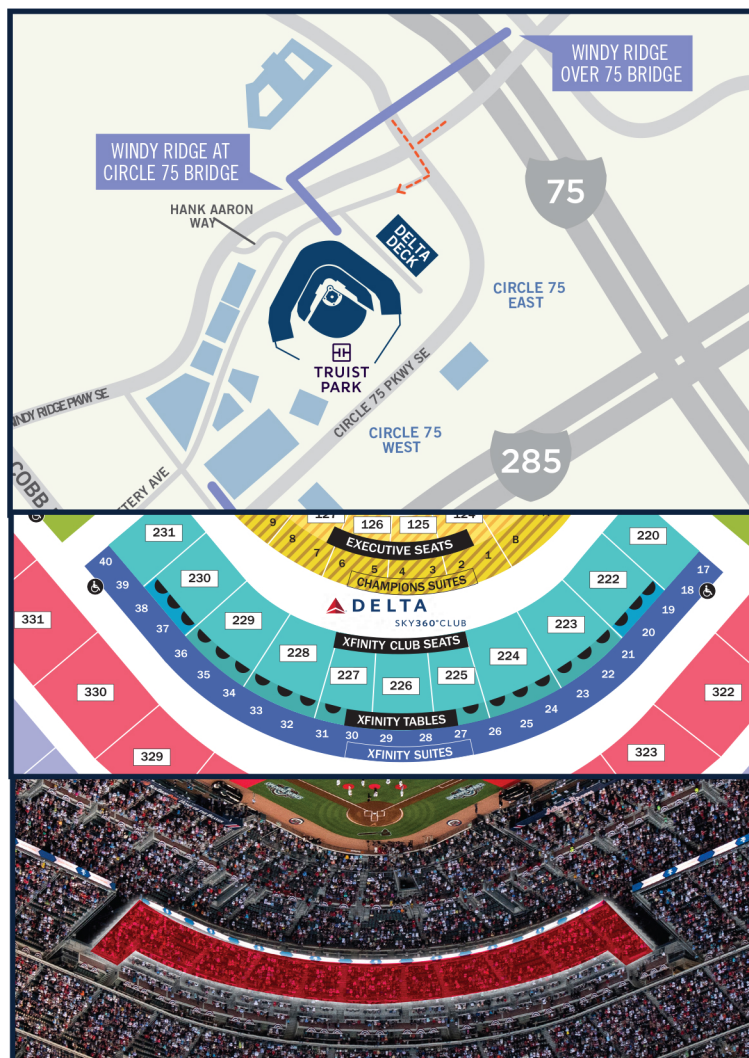 WINDY RIDGE
OVER 75 BRIDGE
WINDY RIDGE AT
CIRCLE 75 BRIDGE
75
HANK AARON
WAY
DELTA
DECK
CIRCLE 75
EAST
TRUIST
PARK
CIRCLE 75 PKWY SE
NDY RIDGE PKWY SE
CIRCLE 75
WEST
285
COBB
TERY AVE
127
126
125
124
EXECUTIVE SEATS
9
8
7
6
5
4
3
2
1
B
CHAMPIONS SUITES
231
230
229
228
227
226
225
224
223
222
220
DELTA
SKY360°CLUB
XFINITY CLUB SEATS
XFINITY TABLES
XFINITY SUITES
40
39
38
37
36
35
34
33
32
31
30
29
28
27
26
25
24
23
22
21
20
19
18
17
331
330
329
322
323